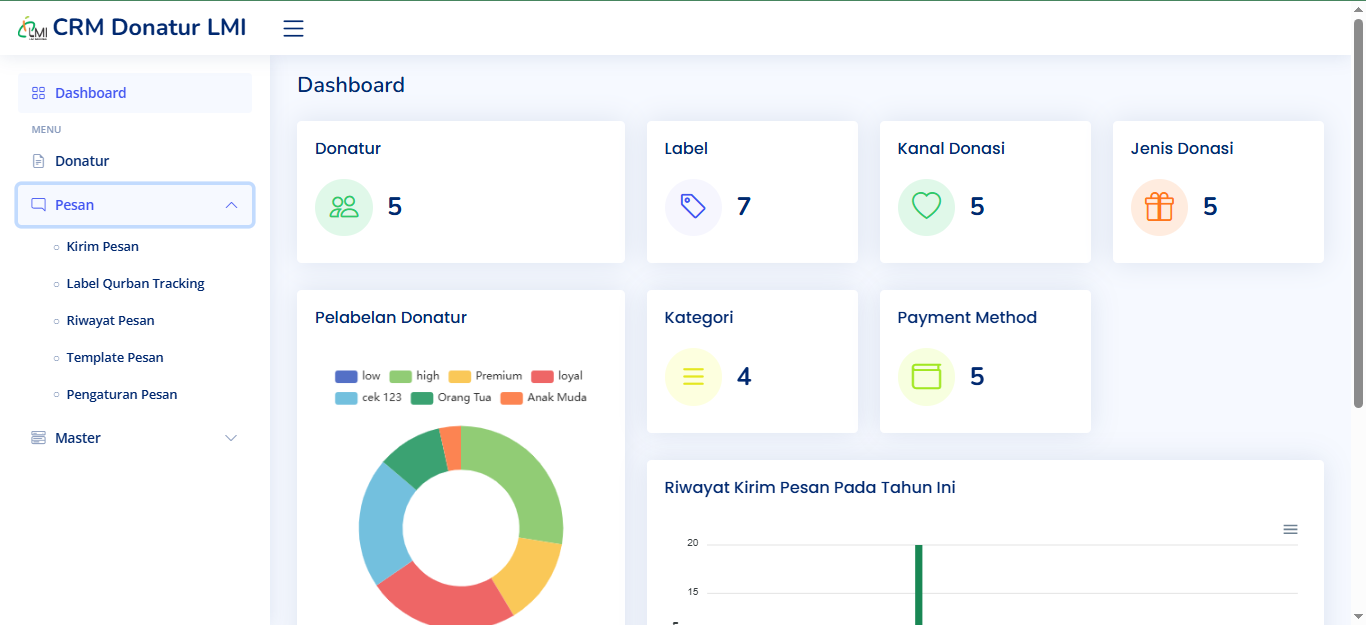 LMI CRM Donatur LMI
Dashboard
MENU
Donatur
Pesan
Kirim Pesan
Label Qurban Tracking
Riwayat Pesan
Template Pesan
Pengaturan Pesan
Master
Dashboard
Donatur
5
Label
7
Kanal Donasi
5
Jenis Donasi
5
Pelabelan Donatur
low high Premium loyal
cek 123 Orang Tua Anak Muda
Kategori
4
Payment Method
5
Riwayat Kirim Pesan Pada Tahun Ini
20
15